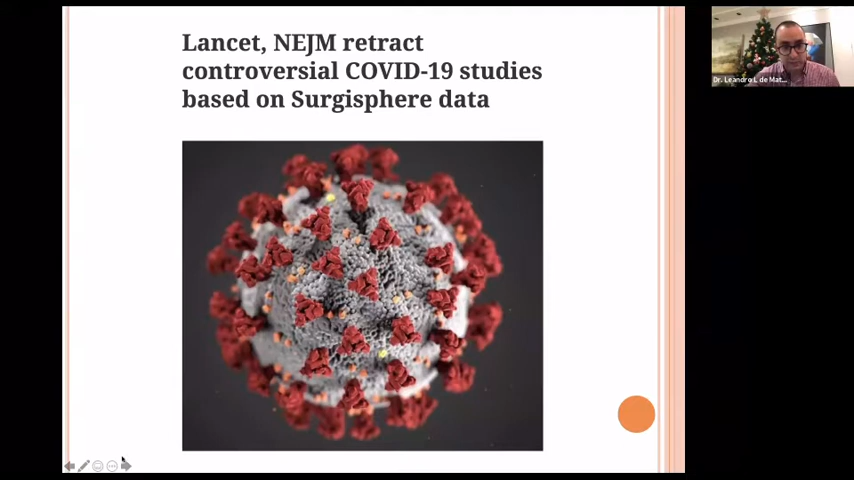 Lancet, NEJM retract
controversial COVID-19 studies
based on Surgisphere data
Dr. Leandro L de Mat...